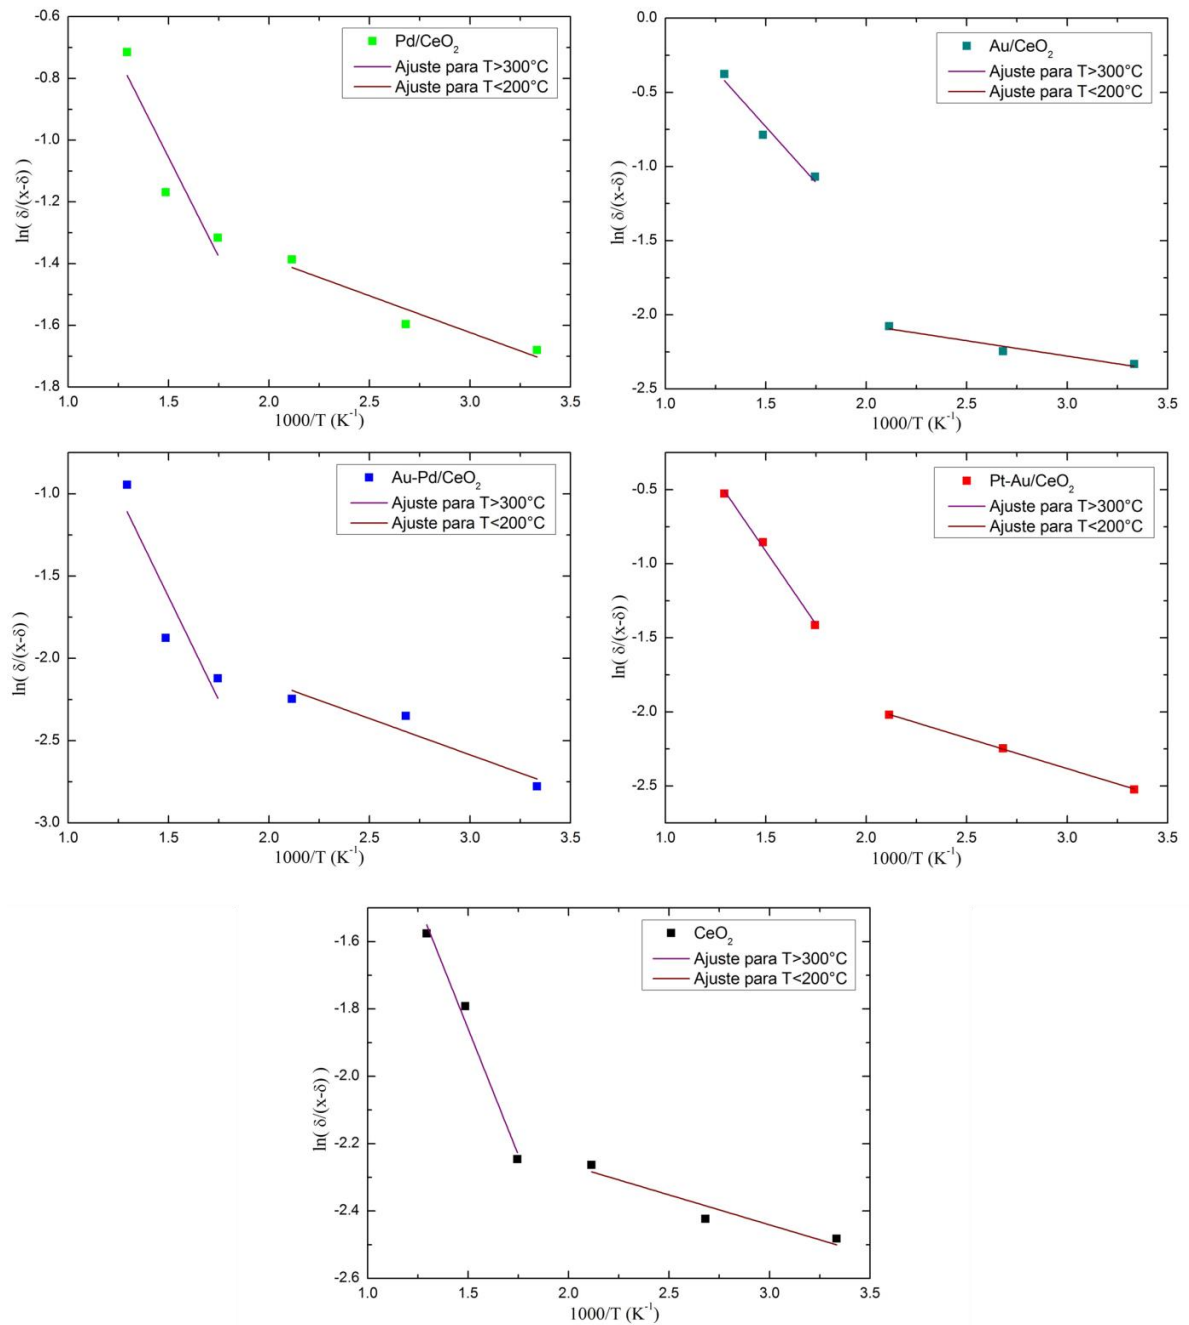 -0.6
-0.8
-1.0
-1.2
-1.4
-1.6
-1.8
ln( δ/(x-δ) )
Pd/CeO₂
Ajuste para T>300°C
Ajuste para T<200°C
1.0 1.5 2.0 2.5 3.0 3.5
1000/T (K⁻¹)
0.0
-0.5
-1.0
-1.5
-2.0
-2.5
ln( δ/(x-δ) )
Au/CeO₂
Ajuste para T>300°C
Ajuste para T<200°C
1.0 1.5 2.0 2.5 3.0 3.5
1000/T (K⁻¹)
-1.0
-1.5
-2.0
-2.5
-3.0
ln( δ/(x-δ) )
Au-Pd/CeO₂
Ajuste para T>300°C
Ajuste para T<200°C
1.0 1.5 2.0 2.5 3.0 3.5
1000/T (K⁻¹)
-0.5
-1.0
-1.5
-2.0
-2.5
ln( δ/(x-δ) )
Pt-Au/CeO₂
Ajuste para T>300°C
Ajuste para T<200°C
1.0 1.5 2.0 2.5 3.0 3.5
1000/T (K⁻¹)
-1.6
-1.8
-2.0
-2.2
-2.4
-2.6
ln( δ/(x-δ) )
CeO₂
Ajuste para T>300°C
Ajuste para T<200°C
1.0 1.5 2.0 2.5 3.0 3.5
1000/T (K⁻¹)